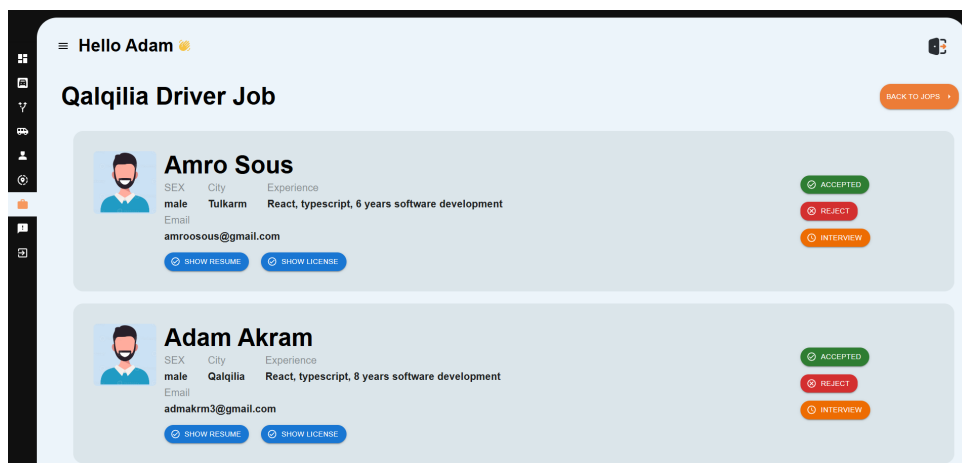 Hello Adam 👋
Qalqilia Driver Job
BACK TO JOPS
Amro Sous
SEX City Experience
male Tulkarm React, typescript, 6 years software development
Email
amroosous@gmail.com
SHOW RESUME SHOW LICENSE
ACCEPTED
REJECT
INTERVIEW
Adam Akram
SEX City Experience
male Qalqilia React, typescript, 8 years software development
Email
admakrm3@gmail.com
SHOW RESUME SHOW LICENSE
ACCEPTED
REJECT
INTERVIEW